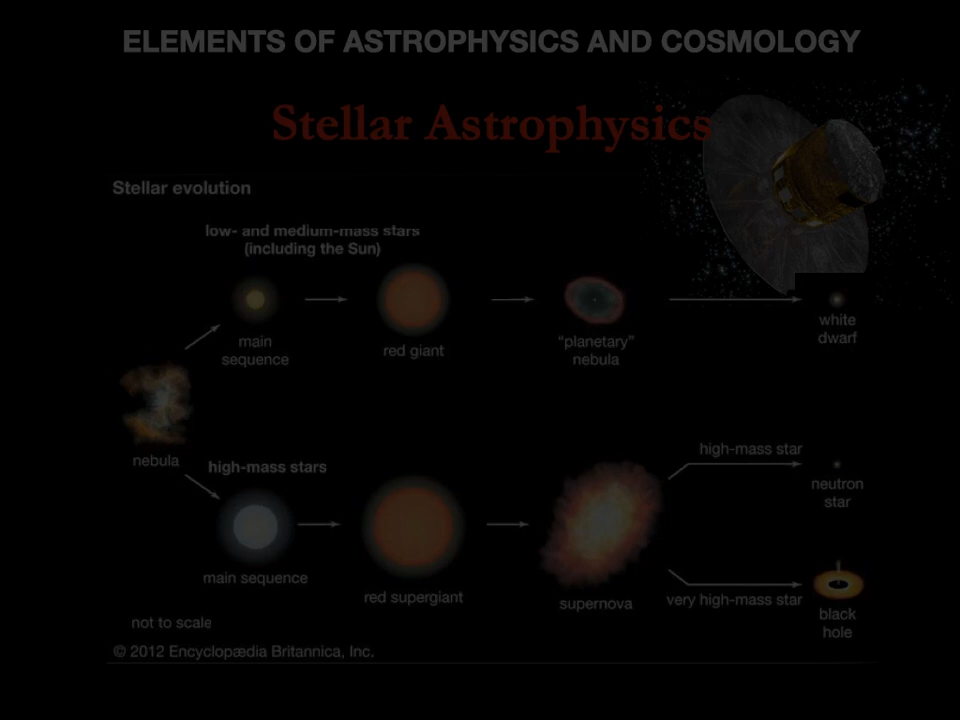 ELEMENTS OF ASTROPHYSICS AND COSMOLOGY
Stellar Astrophysics
Stellar evolution
low- and medium-mass stars
(including the Sun)
main
sequence
red giant
“planetary”
nebula
white
dwarf
nebula
high-mass stars
main sequence
red supergiant
supernova
high-mass star
neutron
star
very high-mass star
black
hole
not to scale
© 2012 Encyclopædia Britannica, Inc.